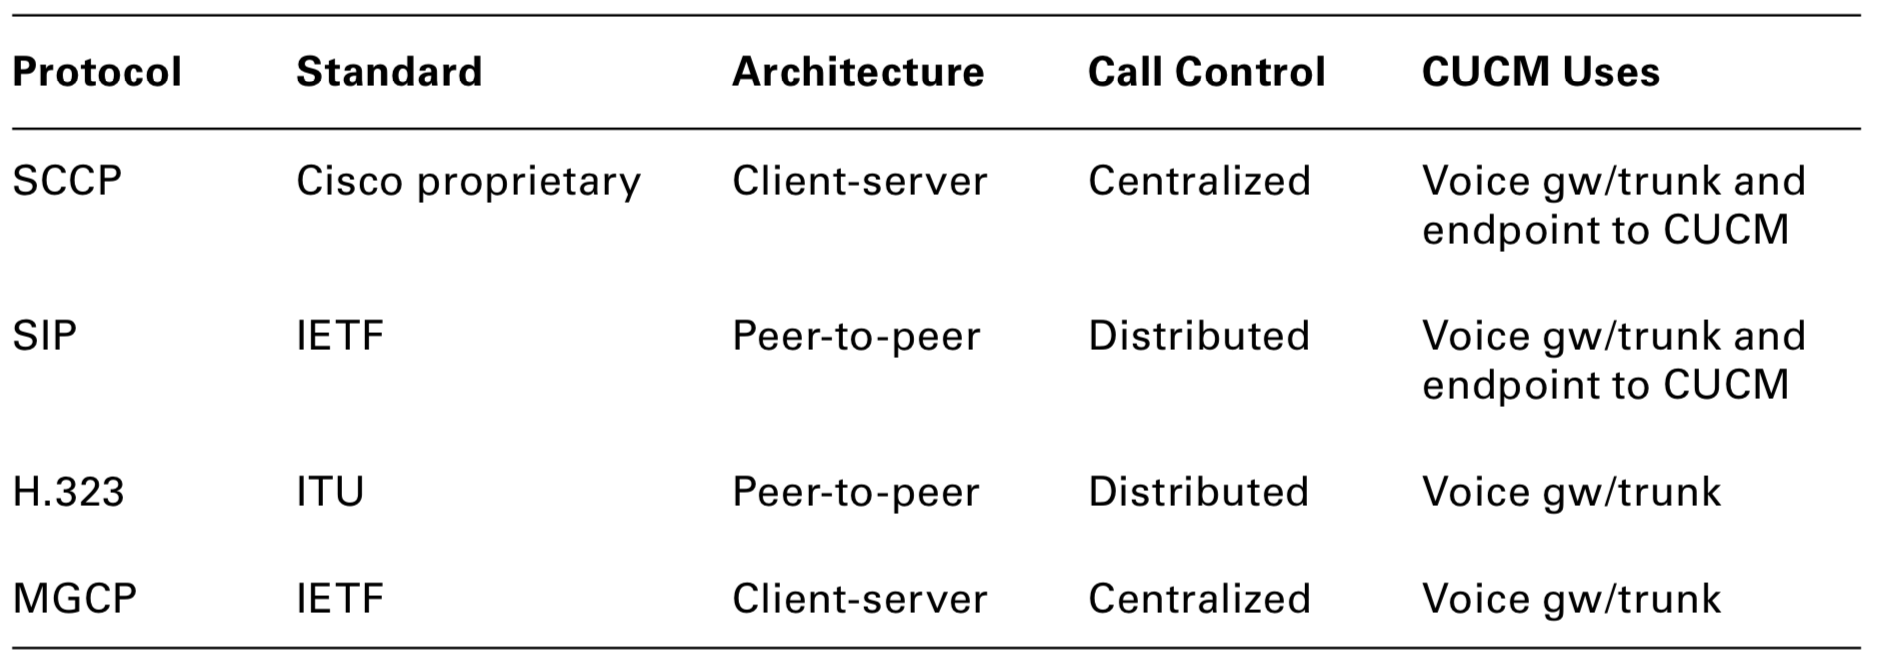 Protocol Standard Architecture Call Control CUCM Uses
SCCP Cisco proprietary Client-server Centralized Voice gw/trunk and
endpoint to CUCM
SIP IETF Peer-to-peer Distributed Voice gw/trunk and
endpoint to CUCM
H.323 ITU Peer-to-peer Distributed Voice gw/trunk
MGCP IETF Client-server Centralized Voice gw/trunk